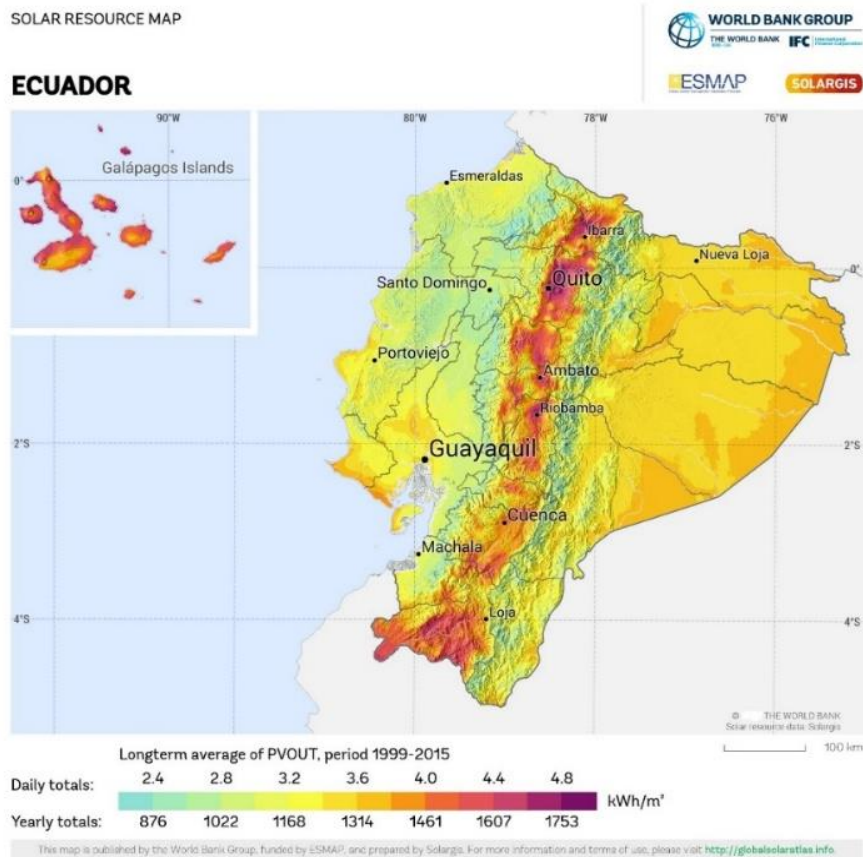 SOLAR RESOURCE MAP
ECUADOR
WORLD BANK GROUP
THE WORLD BANK
IFC International Finance Corporation
ESMAP
SOLARGIS
90°W
80°W
78°W
76°W
Galápagos Islands
0°
Esmeraldas
Ibarra
Nueva Loja
0°
Santo Domingo
Quito
Portoviejo
Ambato
Riobamba
2°S
2°S
Guayaquil
Cuenca
Machala
Loja
4°S
4°S
© THE WORLD BANK
Solar resource data: Solargis
100 km
Longterm average of PVOUT, period 1999-2015
Daily totals: 2.4 2.8 3.2 3.6 4.0 4.4 4.8
kWh/m²
Yearly totals: 876 1022 1168 1314 1461 1607 1753
This map is published by the World Bank Group, funded by ESMAP, and prepared by Solargis. For more information and terms of use, please visit http://globalsolaratlas.info.